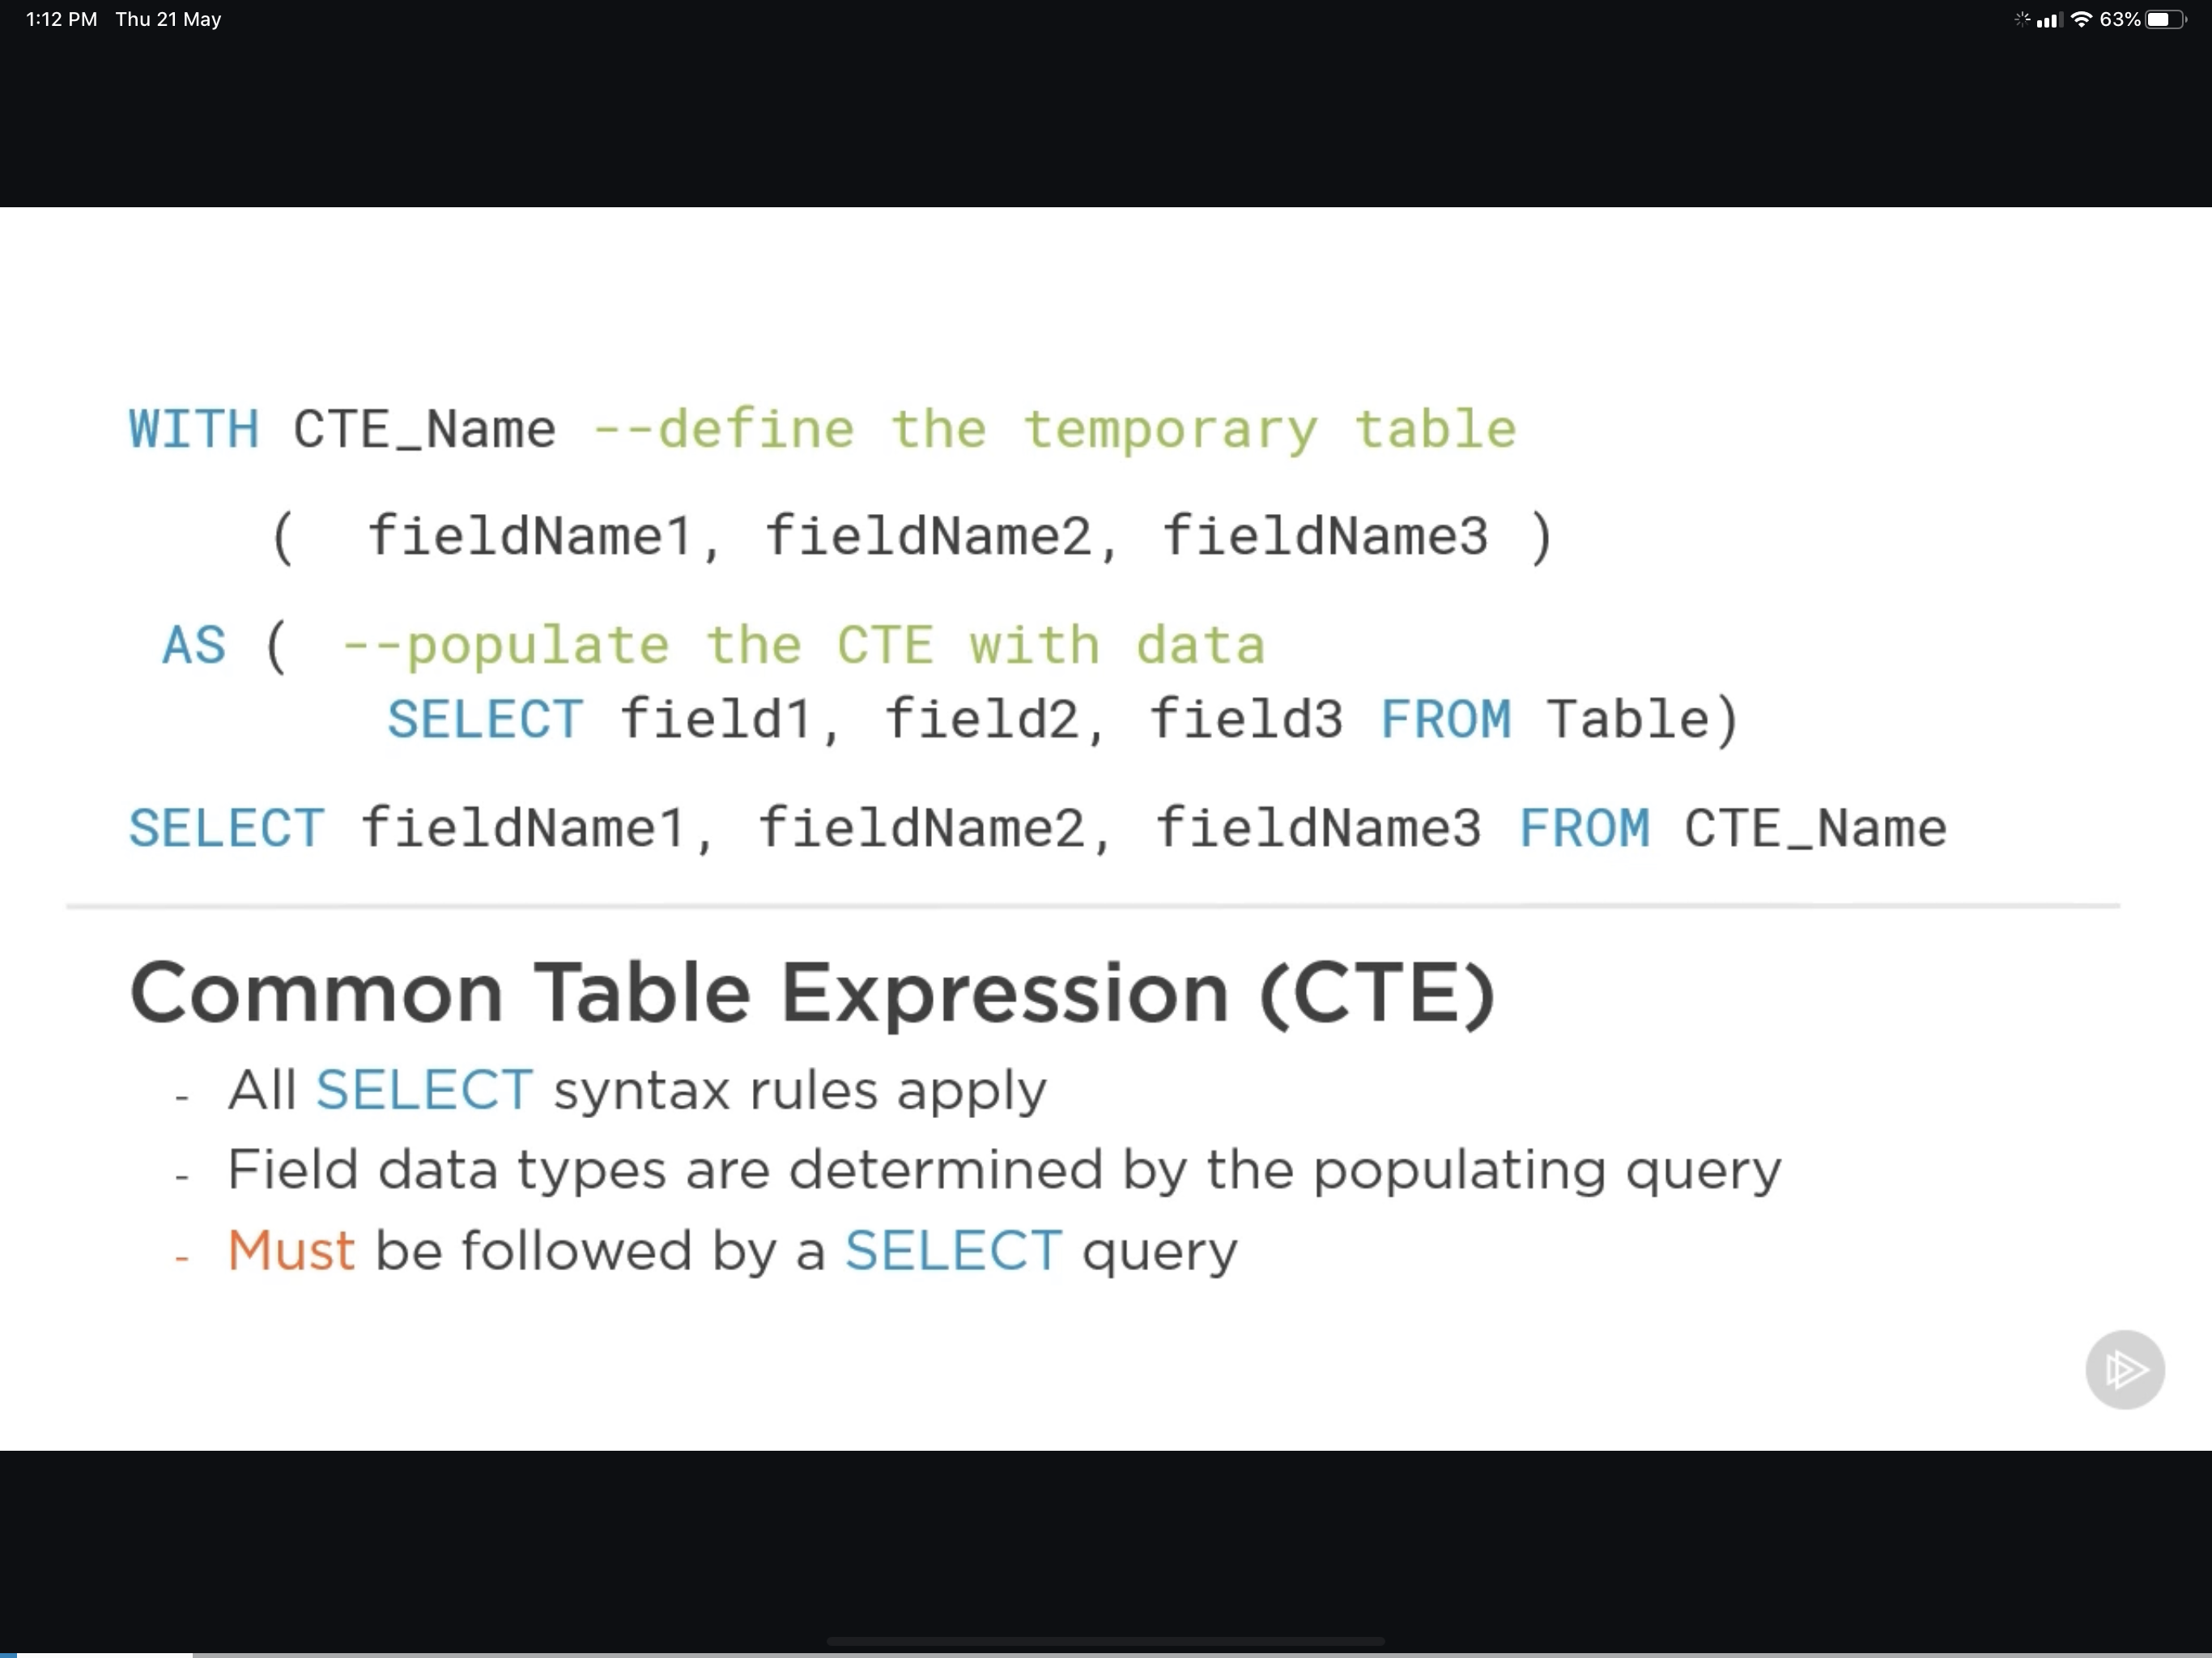 1:12 PM Thu 21 May
63%
WITH CTE_Name --define the temporary table
( fieldName1, fieldName2, fieldName3 )
AS ( --populate the CTE with data
SELECT field1, field2, field3 FROM Table)
SELECT fieldName1, fieldName2, fieldName3 FROM CTE_Name
Common Table Expression (CTE)
- All SELECT syntax rules apply
- Field data types are determined by the populating query
- Must be followed by a SELECT query